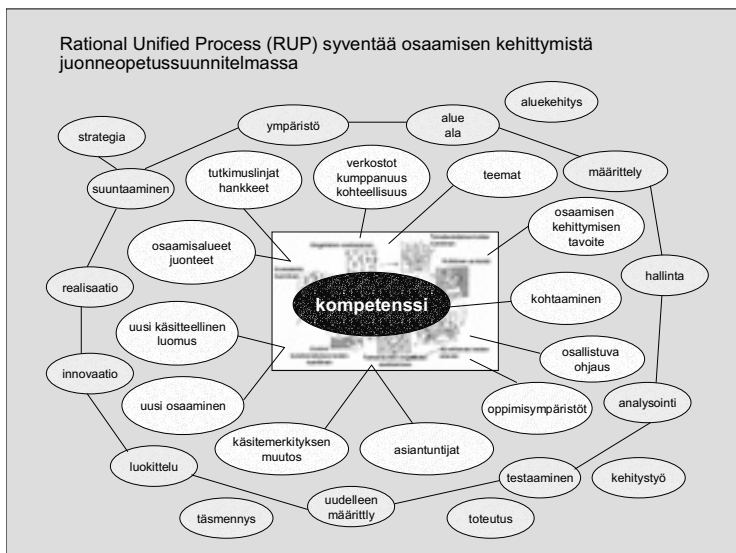 Rational Unified Process (RUP) syventää osaamisen kehittymistä
juonneopetussuunnitelmassa
aluekehitys
strategia
ympäristö
alue
ala
suuntaaminen
tutkimuslinjat
hankkeet
verkostot
kumppanuus
kohteellisuus
teemat
määrittely
osaamisen
kehittymisen
tavoite
osaamisalueet
juonteet
realisaatio
kompetenssi
kohtaaminen
hallinta
uusi käsitteellinen
luomus
osallistuva
ohjaus
innovaatio
uusi osaaminen
oppimisympäristöt
analysointi
käsitemerkityksen
muutos
asiantuntijat
luokittelu
testaaminen
kehitystyö
uudelleen
määrittly
täsmennys
toteutus